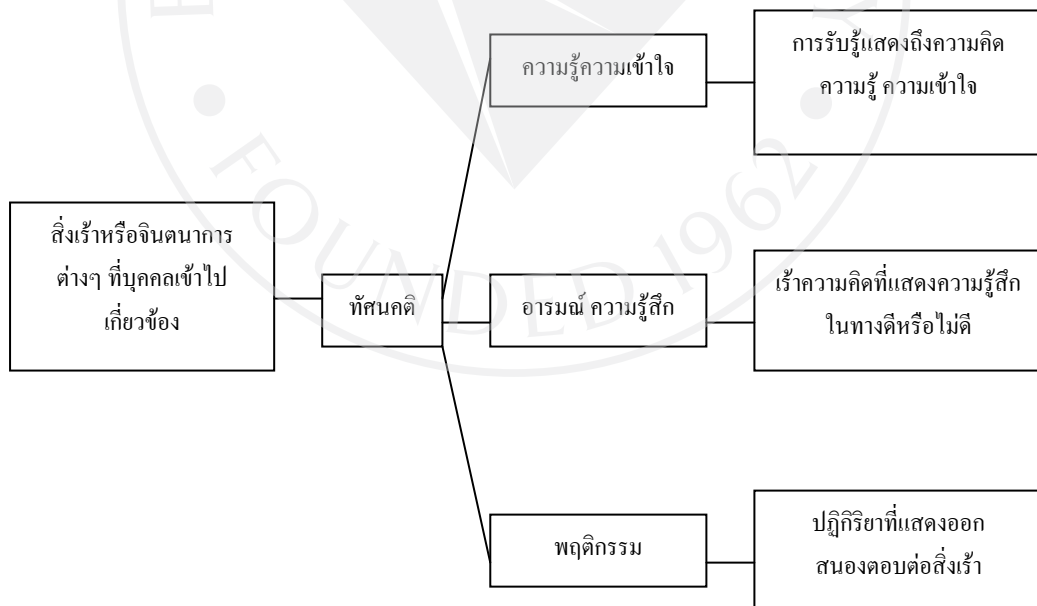 ความรู้ความเข้าใจ
การรับรู้แสดงถึงความคิด
ความรู้ ความเข้าใจ
สิ่งเร้าหรือจินตนาการ
ต่างๆ ที่บุคคลเข้าไป
เกี่ยวข้อง
ทัศนคติ
อารมณ์ ความรู้สึก
เร้าความคิดที่แสดงความรู้สึก
ในทางดีหรือไม่ดี
พฤติกรรม
ปฏิกิริยาที่แสดงออก
สนองตอบต่อสิ่งเร้า
FOUNDED 1962